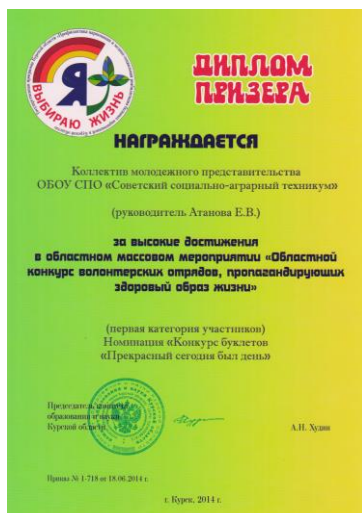 Я
ВЫБИРАЮ ЖИЗНЬ
ДИПЛОМ
ПРИЗЕРА
НАГРАЖДАЕТСЯ
Коллектив молодежного представительства
ОБОУ СПО «Советский социально-аграрный техникум»
(руководитель Атанова Е.В.)
за высокие достижения
в областном массовом мероприятии «Областной
конкурс волонтерских отрядов, пропагандирующих
здоровый образ жизни»
(первая категория участников)
Номинация «Конкурс буклетов
«Прекрасный сегодня был день»
Председатель комитета
образования и науки
Курской области
А.Н. Худин
Приказ № 1-718 от 18.06.2014 г.
г. Курск, 2014 г.